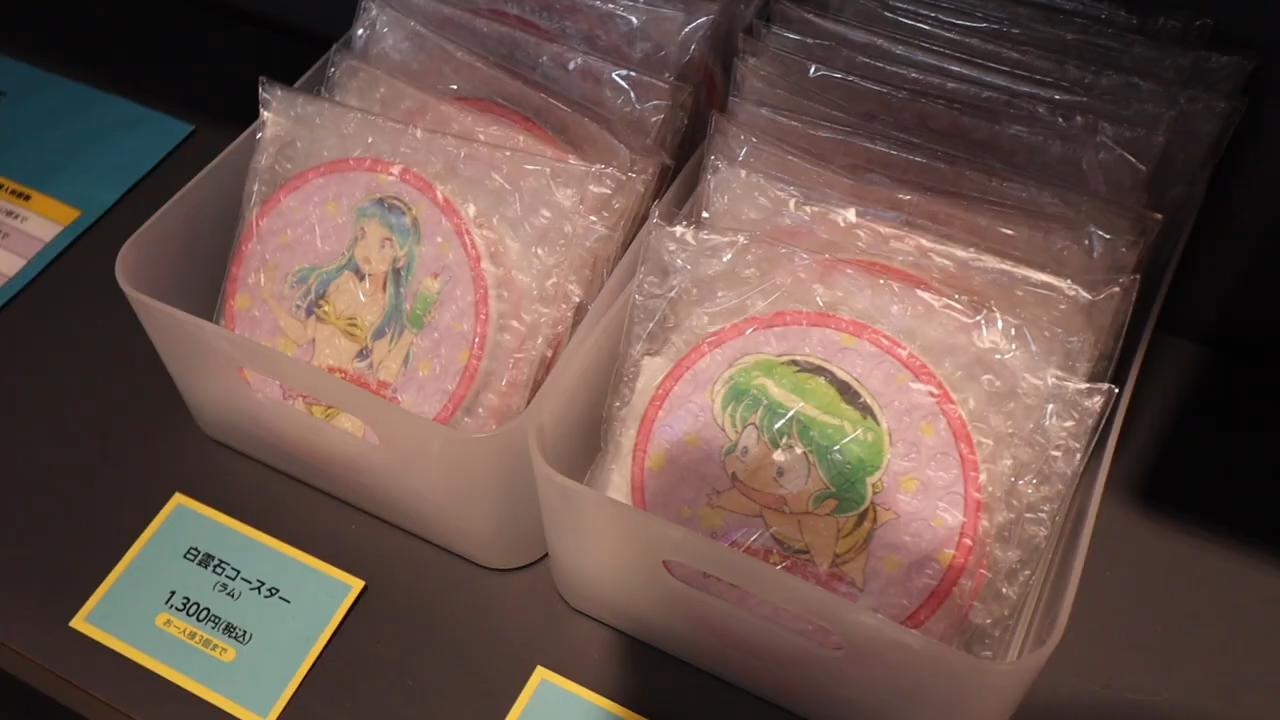 白雲石コースター
(ラム)
1,300円(税込)
お一人様3個まで